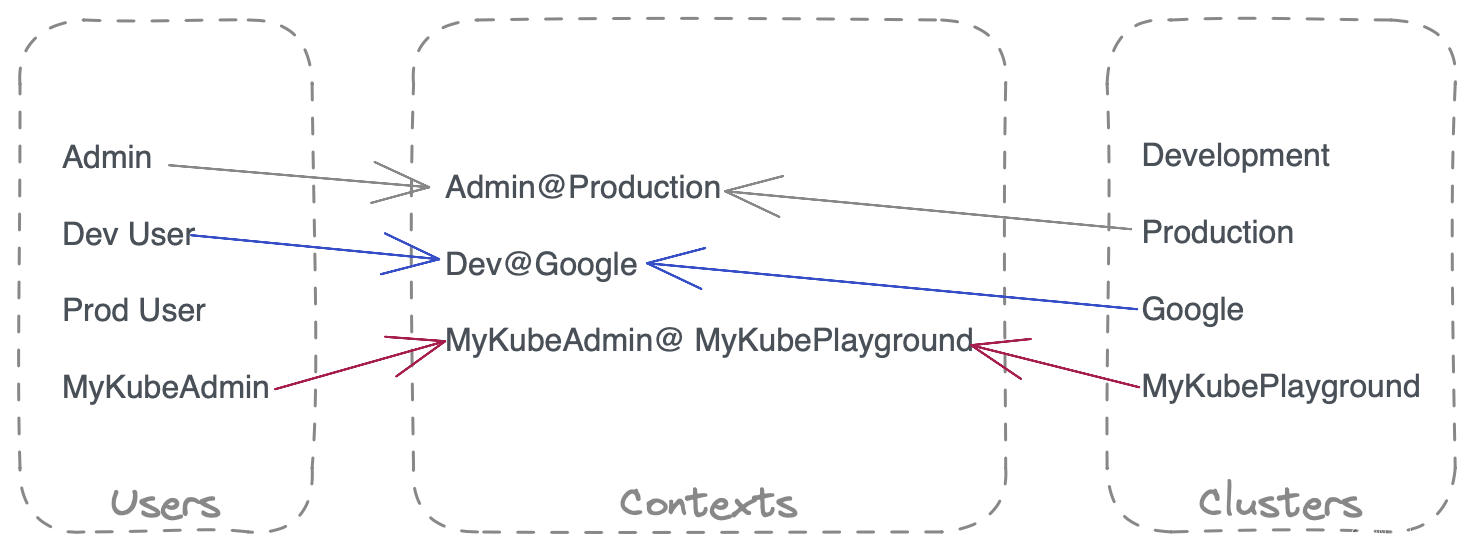 Admin
Dev User
Prod User
MyKubeAdmin
Users
Admin@Production
Dev@Google
MyKubeAdmin@ MyKubePlayground
Contexts
Development
Production
Google
MyKubePlayground
Clusters